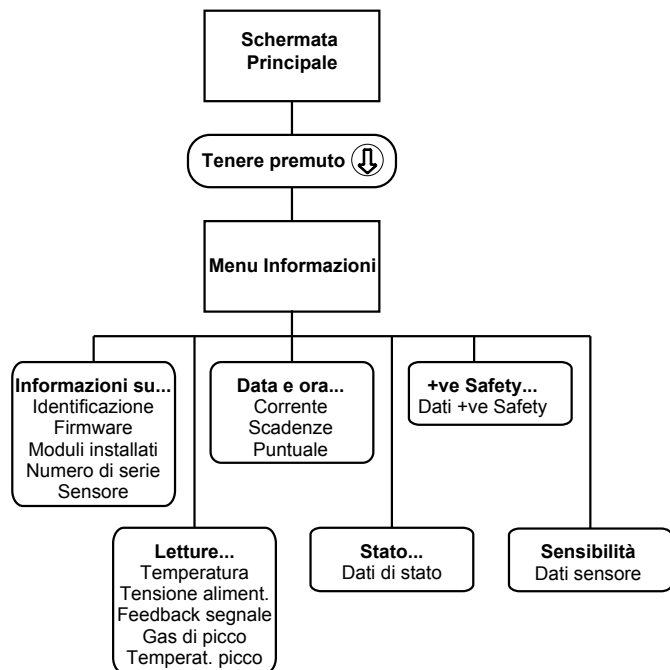 Schermata
Principale
Tenere premuto
Menu Informazioni
Informazioni su...
Identificazione
Firmware
Moduli installati
Numero di serie
Sensore
Data e ora...
Corrente
Scadenze
Puntuale
+ve Safety...
Dati +ve Safety
Letture...
Temperatura
Tensione aliment.
Feedback segnale
Gas di picco
Temperat. picco
Stato...
Dati di stato
Sensibilità
Dati sensore